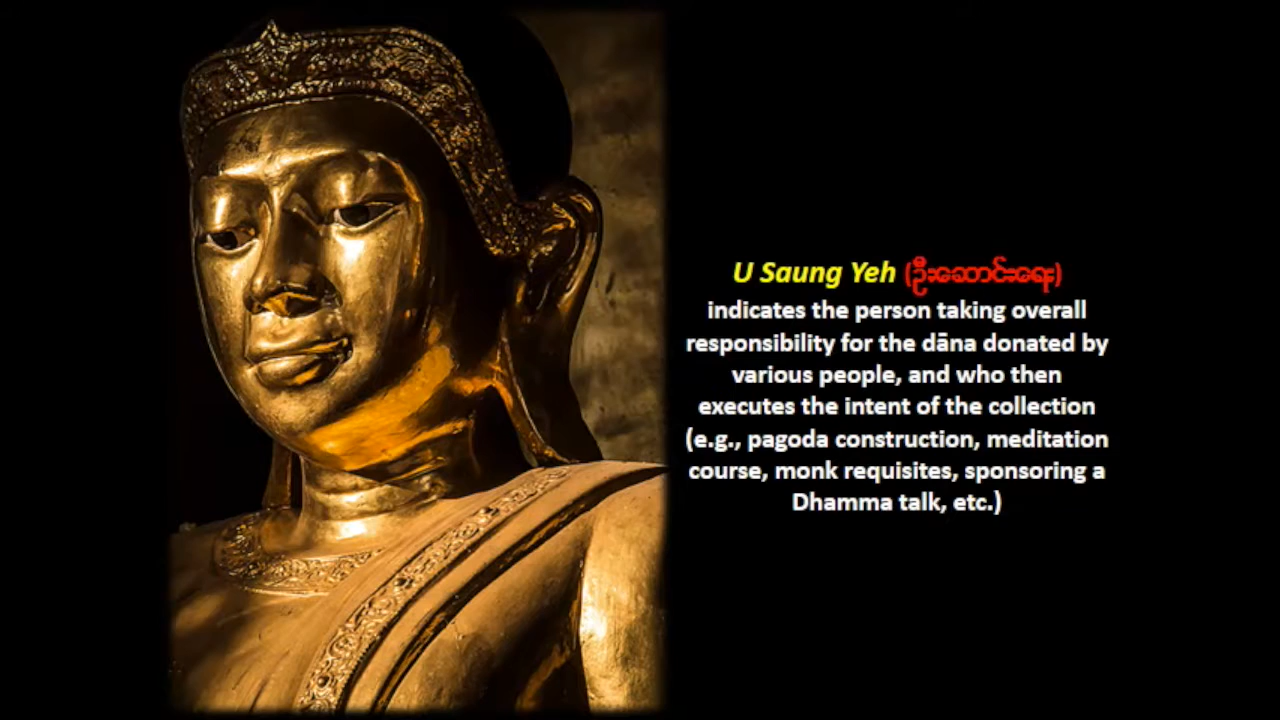 U Saung Yeh (ဦးဆောင်းရေး)
indicates the person taking overall
responsibility for the dāna donated by
various people, and who then
executes the intent of the collection
(e.g., pagoda construction, meditation
course, monk requisites, sponsoring a
Dhamma talk, etc.)